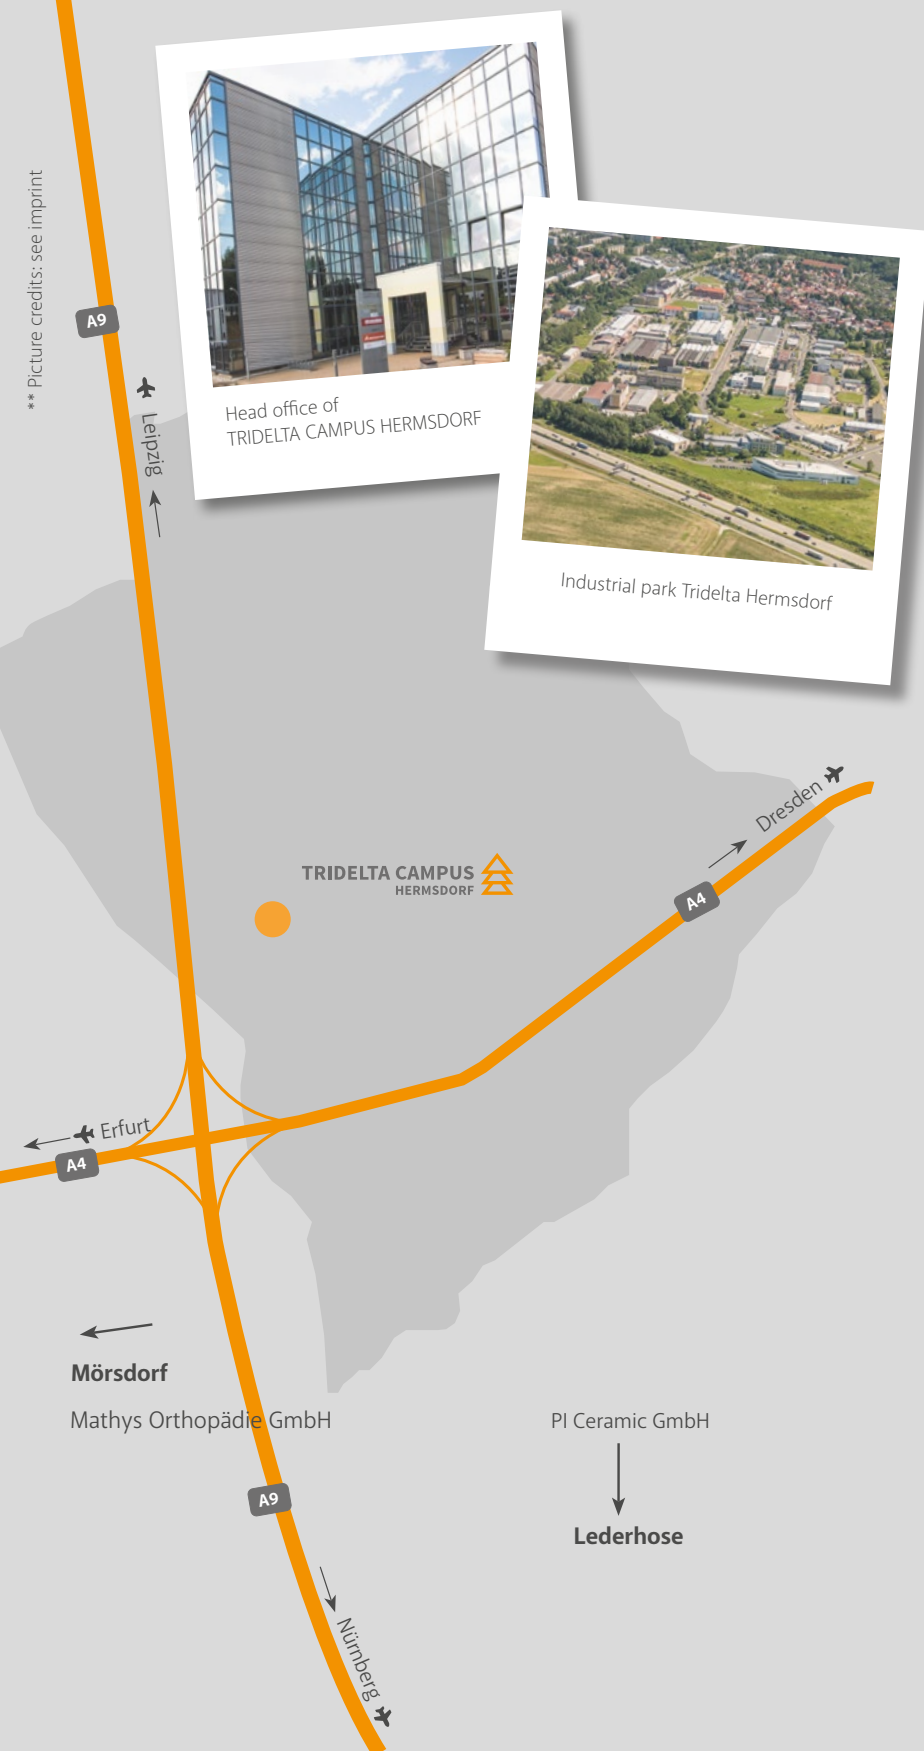 ** Picture credits: see imprint
A9
Leipzig
Head office of
TRIDELTA CAMPUS HERMSDORF
Industrial park Tridelta Hermsdorf
Dresden
A4
TRIDELTA CAMPUS
HERMSDORF
Erfurt
A4
Mörsdorf
Mathys Orthopädie GmbH
PI Ceramic GmbH
Lederhose
A9
Nürnberg